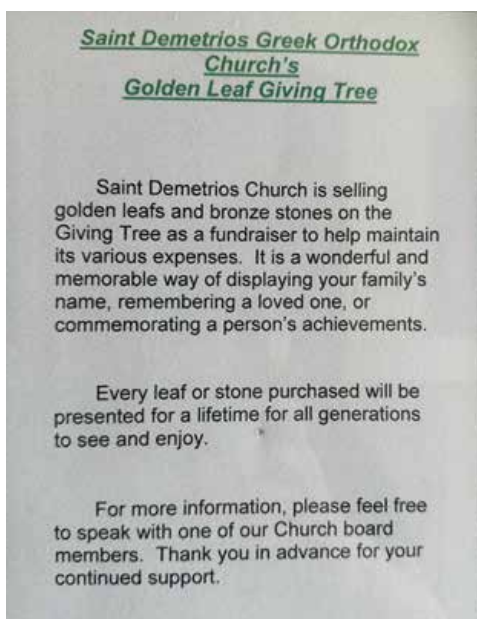 Saint Demetrios Greek Orthodox
Church's
Golden Leaf Giving Tree
Saint Demetrios Church is selling
golden leafs and bronze stones on the
Giving Tree as a fundraiser to help maintain
its various expenses. It is a wonderful and
memorable way of displaying your family's
name, remembering a loved one, or
commemorating a person's achievements.
Every leaf or stone purchased will be
presented for a lifetime for all generations
to see and enjoy.
For more information, please feel free
to speak with one of our Church board
members. Thank you in advance for your
continued support.